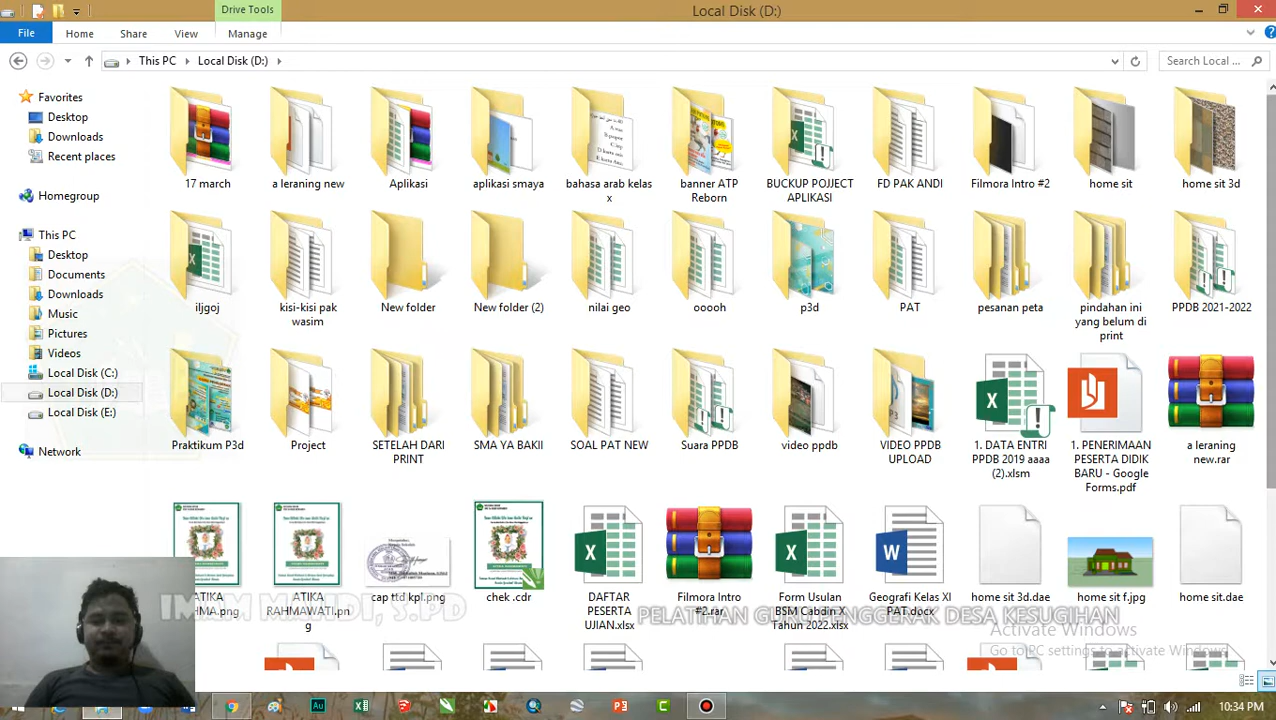 Drive Tools
Local Disk (D:)
File
Home
Share
View
Manage
This PC
Local Disk (D:)
Search Local ...
Favorites
Desktop
Downloads
Recent places
Homegroup
This PC
Desktop
Documents
Downloads
Music
Pictures
Videos
Local Disk (C:)
Local Disk (D:)
Local Disk (E:)
Network
17 march
a leraning new
Aplikasi
aplikasi smaya
bahasa arab kelas
x
banner ATP
Reborn
BUCKUP POJJECT
APLIKASI
FD PAK ANDI
Filmora Intro #2
home sit
home sit 3d
iljgoj
kisi-kisi pak
wasim
New folder
New folder (2)
nilai geo
ooooh
p3d
PAT
pesanan peta
pindahan ini
yang belum di
print
PPDB 2021-2022
Praktikum P3d
Project
SETELAH DARI
PRINT
SMA YA BAKII
SOAL PAT NEW
Suara PPDB
video ppdb
VIDEO PPDB
UPLOAD
1. DATA ENTRI
PPDB 2019 aaaa
(2).xlsm
1. PENERIMAAN
PESERTA DIDIK
BARU - Google
Forms.pdf
a leraning
new.rar
ATIKA
RAHMAWATI.pn
g
cap ttd kpl.png
chek .cdr
DAFTAR
PESERTA
UJIAN.xlsx
Filmora Intro
#2.rar
Form Usulan
BSM Cabdin X
Tahun 2022.xlsx
Geografi Kelas XI
PAT.docx
home sit 3d.dae
home sit f.jpg
home sit.dae
IMAM MAHDI, S.PD
PELATIHAN GURU PENGGERAK DESA KESUGIHAN
Activate Windows
Go to PC settings to activate Windows.
10:34 PM